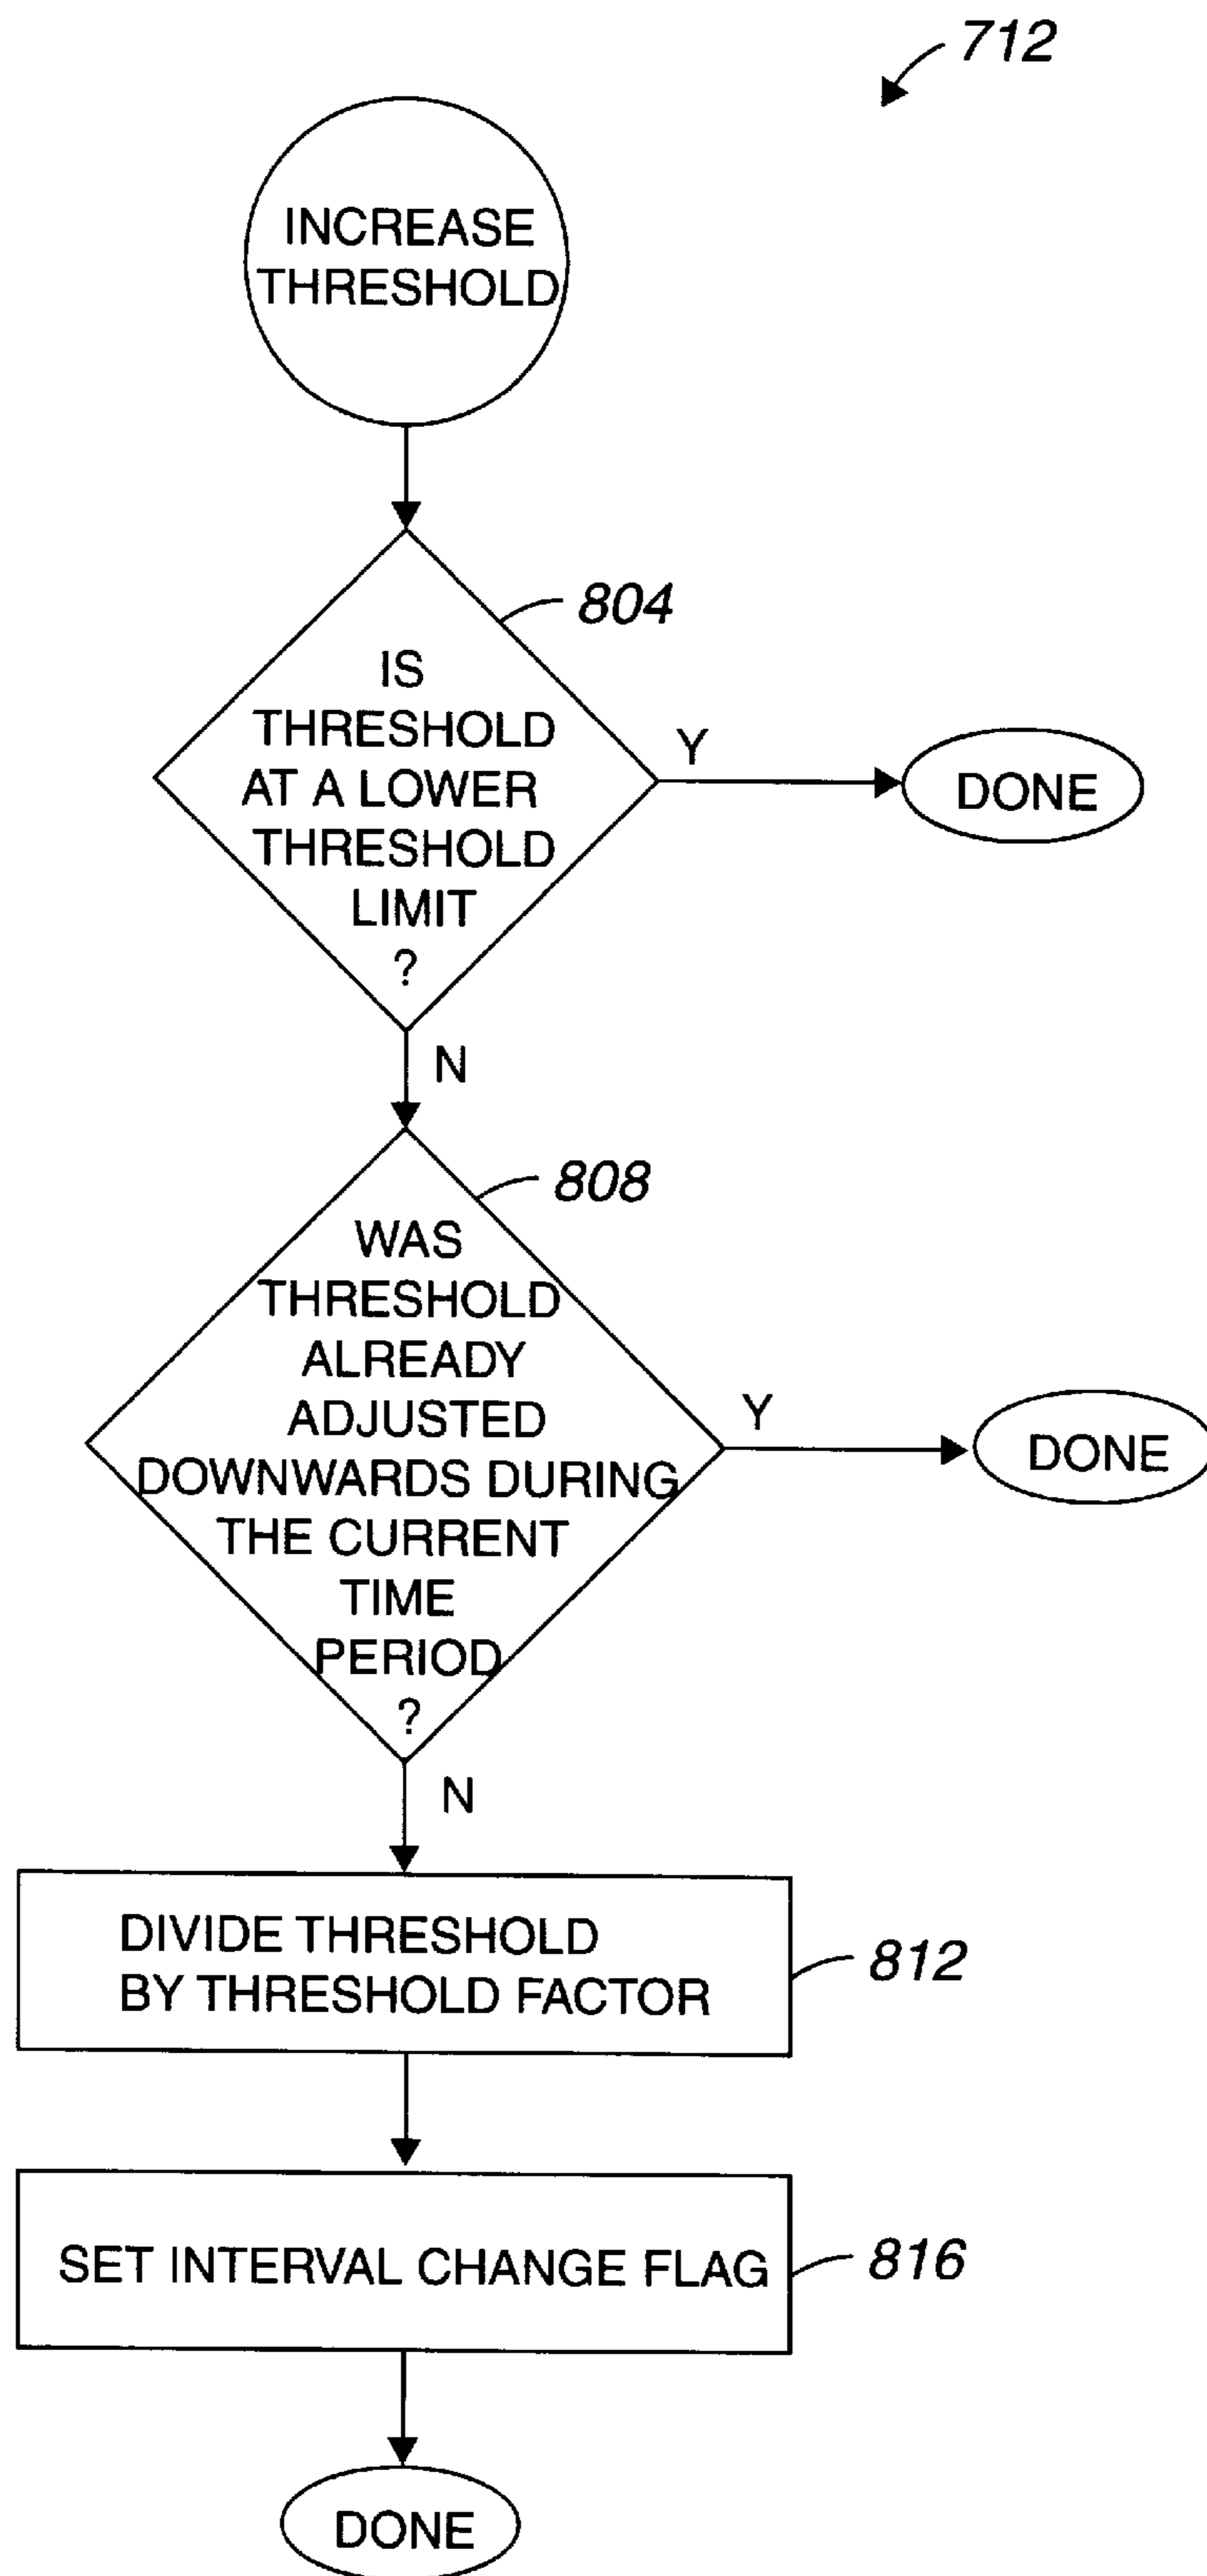 712
INCREASE
THRESHOLD
804
IS
THRESHOLD
AT A LOWER
THRESHOLD
LIMIT
?
Y
DONE
N
808
WAS
THRESHOLD
ALREADY
ADJUSTED
DOWNWARDS DURING
THE CURRENT
TIME
PERIOD
?
Y
DONE
N
DIVIDE THRESHOLD
BY THRESHOLD FACTOR
812
SET INTERVAL CHANGE FLAG
816
DONE